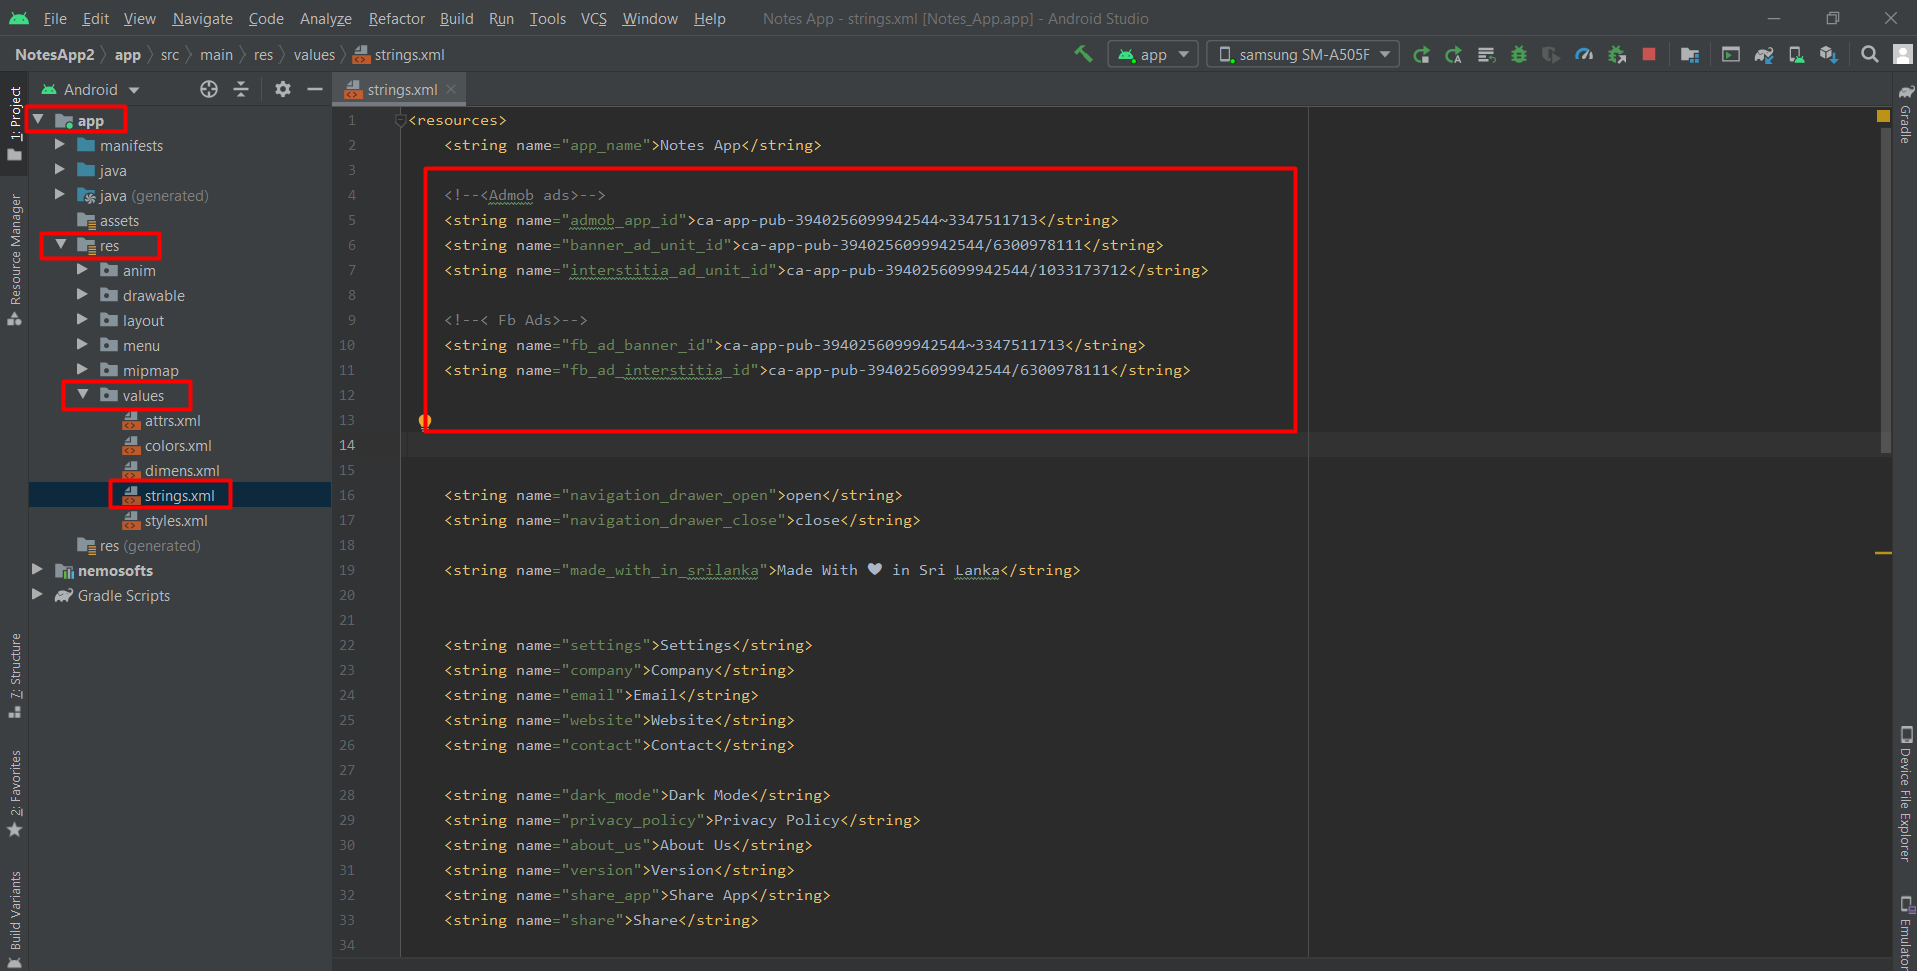 File Edit View Navigate Code Analyze Refactor Build Run Tools VCS Window Help Notes App - strings.xml [Notes_App.app] - Android Studio
NotesApp2 app src main res values strings.xml app samsung SM-A505F
Android strings.xml
1: Project
Resource Manager
7: Structure
2: Favorites
Build Variants
app
manifests
java
java (generated)
assets
res
anim
drawable
layout
menu
mipmap
values
attrs.xml
colors.xml
dimens.xml
strings.xml
styles.xml
res (generated)
nemosofts
Gradle Scripts
1 <resources>
2 <string name="app_name">Notes App</string>
3
4 <!--<Admob ads>-->
5 <string name="admob_app_id">ca-app-pub-3940256099942544~3347511713</string>
6 <string name="banner_ad_unit_id">ca-app-pub-3940256099942544/6300978111</string>
7 <string name="interstitia_ad_unit_id">ca-app-pub-3940256099942544/1033173712</string>
8
9 <!--< Fb Ads>-->
10 <string name="fb_ad_banner_id">ca-app-pub-3940256099942544~3347511713</string>
11 <string name="fb_ad_interstitia_id">ca-app-pub-3940256099942544/6300978111</string>
12
13
14
15
16 <string name="navigation_drawer_open">open</string>
17 <string name="navigation_drawer_close">close</string>
18
19 <string name="made_with_in_srilanka">Made With ♥ in Sri Lanka</string>
20
21
22 <string name="settings">Settings</string>
23 <string name="company">Company</string>
24 <string name="email">Email</string>
25 <string name="website">Website</string>
26 <string name="contact">Contact</string>
27
28 <string name="dark_mode">Dark Mode</string>
29 <string name="privacy_policy">Privacy Policy</string>
30 <string name="about_us">About Us</string>
31 <string name="version">Version</string>
32 <string name="share_app">Share App</string>
33 <string name="share">Share</string>
34
Gradle
Device File Explorer
Emulator